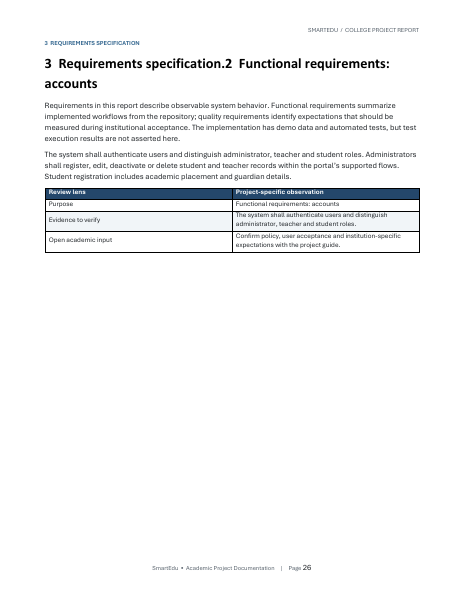 SMARTEDU / COLLEGE PROJECT REPORT
3 REQUIREMENTS SPECIFICATION
3 Requirements specification.2 Functional requirements:
accounts
Requirements in this report describe observable system behavior. Functional requirements summarize
implemented workflows from the repository; quality requirements identify expectations that should be
measured during institutional acceptance. The implementation has demo data and automated tests, but test
execution results are not asserted here.
The system shall authenticate users and distinguish administrator, teacher and student roles. Administrators
shall register, edit, deactivate or delete student and teacher records within the portal's supported flows.
Student registration includes academic placement and guardian details.
Review lens Project-specific observation
Purpose Functional requirements: accounts
Evidence to verify The system shall authenticate users and distinguish
administrator, teacher and student roles.
Open academic input Confirm policy, user acceptance and institution-specific
expectations with the project guide.
SmartEdu • Academic Project Documentation | Page 26